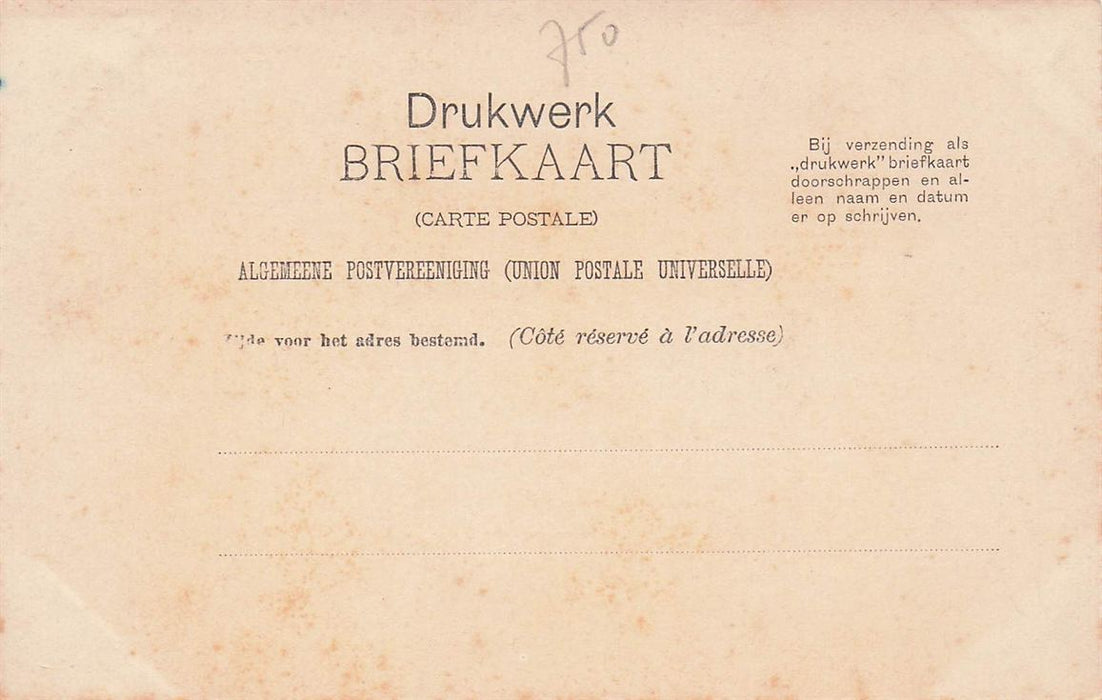 750
Drukwerk
BRIEFKAART
(CARTE POSTALE)
ALGEMEENE POSTVEREENIGING (UNION POSTALE UNIVERSELLE)
Zijde voor het adres bestemd. (Côté réservé à l'adresse)
Bij verzending als
„drukwerk” briefkaart
doorschrappen en al-
leen naam en datum
er op schrijven.